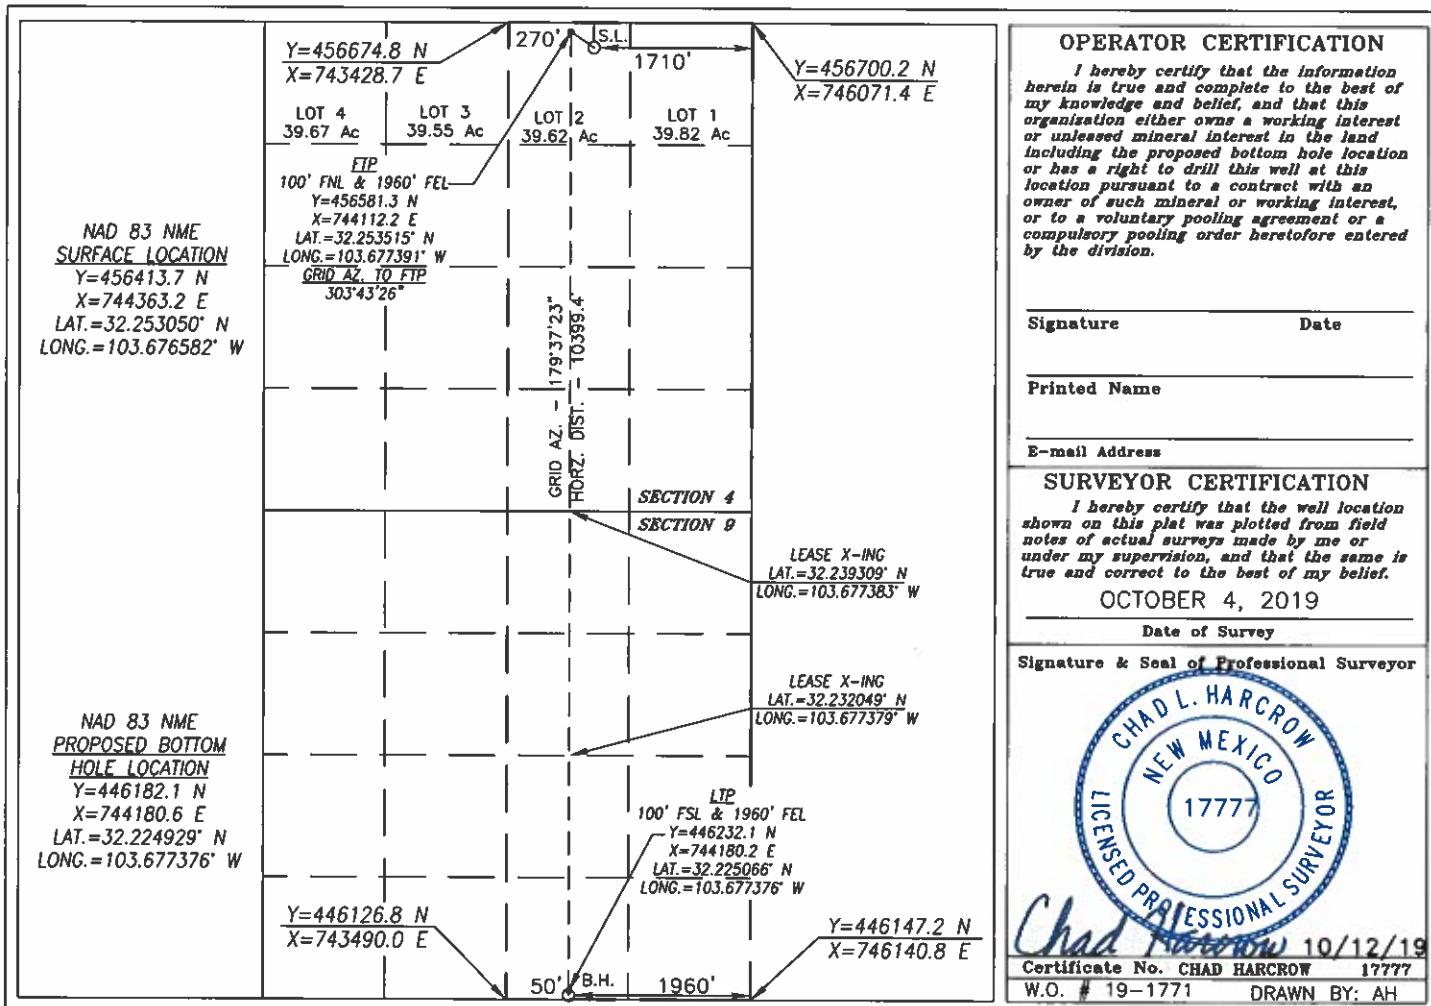 Y=456674.8 N
X=743428.7 E
270'
S.L.
1710'
Y=456700.2 N
X=746071.4 E
LOT 4
39.67 Ac
LOT 3
39.55 Ac
LOT 2
39.62 Ac
LOT 1
39.82 Ac
FTP
100' FNL & 1960' FEL
Y=456581.3 N
X=744112.2 E
LAT.=32.253515° N
LONG.=103.677391° W
GRID AZ. TO FTP
303°43'26"
NAD 83 NME
SURFACE LOCATION
Y=456413.7 N
X=744363.2 E
LAT.=32.253050° N
LONG.=103.676582° W
GRID AZ. - 179°37'23"
HORZ. DIST. - 10399.4'
SECTION 4
SECTION 9
LEASE X-ING
LAT.=32.239309° N
LONG.=103.677383° W
LEASE X-ING
LAT.=32.232049° N
LONG.=103.677379° W
NAD 83 NME
PROPOSED BOTTOM
HOLE LOCATION
Y=446182.1 N
X=744180.6 E
LAT.=32.224929° N
LONG.=103.677376° W
LTP
100' FSL & 1960' FEL
Y=446232.1 N
X=744180.2 E
LAT.=32.225066° N
LONG.=103.677376° W
Y=446126.8 N
X=743490.0 E
Y=446147.2 N
X=746140.8 E
50'
B.H.
1960'
OPERATOR CERTIFICATION
I hereby certify that the information
herein is true and complete to the best of
my knowledge and belief, and that this
organization either owns a working interest
or unleased mineral interest in the land
including the proposed bottom hole location
or has a right to drill this well at this
location pursuant to a contract with an
owner of such mineral or working interest,
or to a voluntary pooling agreement or a
compulsory pooling order heretofore entered
by the division.
Signature Date
Printed Name
E-mail Address
SURVEYOR CERTIFICATION
I hereby certify that the well location
shown on this plat was plotted from field
notes of actual surveys made by me or
under my supervision, and that the same is
true and correct to the best of my belief.
OCTOBER 4, 2019
Date of Survey
Signature & Seal of Professional Surveyor
CHAD L. HARCROW
NEW MEXICO
17777
LICENSED PROFESSIONAL SURVEYOR
Chad Harcrow 10/12/19
Certificate No. CHAD HARCROW 17777
W.O. # 19-1771 DRAWN BY: AH